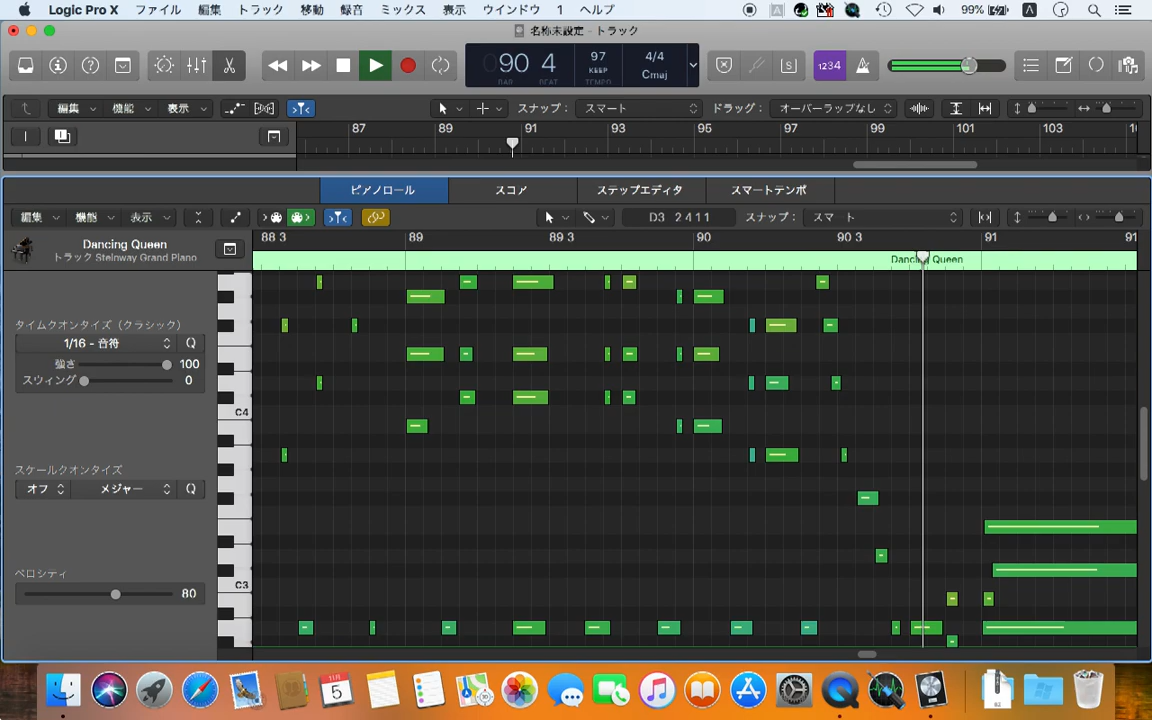 Logic Pro X ファイル 編集 トラック 移動 録音 ミックス 表示 ウインドウ 1 ヘルプ 99% A
名称未設定 - トラック
90 4 97 4/4
BAR BEAT KEEP TEMPO Cmaj
S 1234
編集 機能 表示 スナップ： スマート ドラッグ： オーバーラップなし
87 89 91 93 95 97 99 101 103
ピアノロール スコア ステップエディタ スマートテンポ
編集 機能 表示 D3 2 4 1 1 スナップ： スマート
Dancing Queen
トラック Steinway Grand Piano
88 3 89 89 3 90 90 3 91 91
Dancing Queen
タイムクオンタイズ（クラシック）
1/16 - 音符 Q
強さ 100
スウィング 0
C4
スケールクオンタイズ
オフ メジャー Q
ベロシティ
80
C3
5